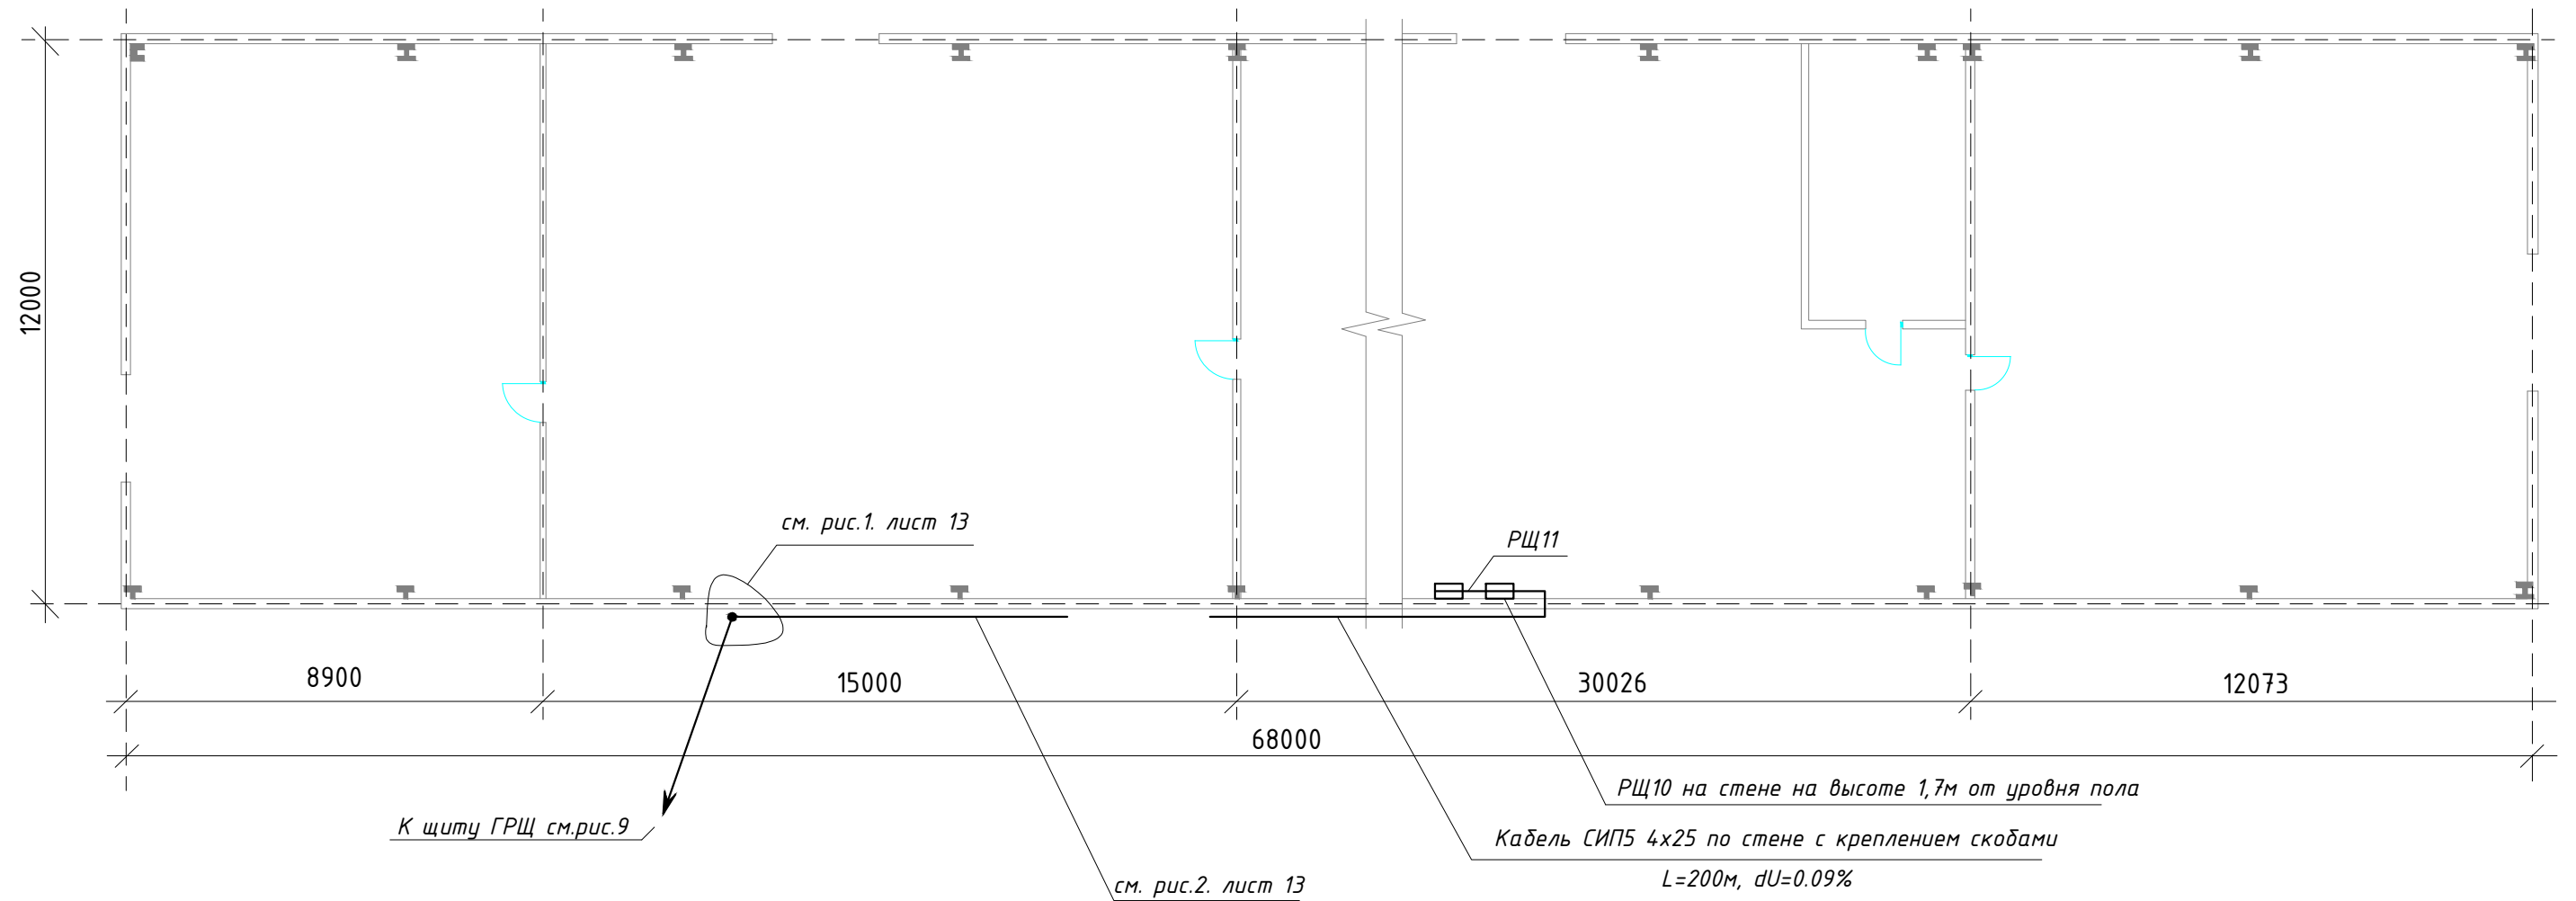 12000
см. рис.1. лист 13
РЩ11
8900
15000
30026
12073
68000
РЩ10 на стене на высоте 1,7м от уровня пола
К щиту ГРЩ см.рис.9
Кабель СИП5 4х25 по стене с креплением скобами
L=200м, dU=0.09%
см. рис.2. лист 13